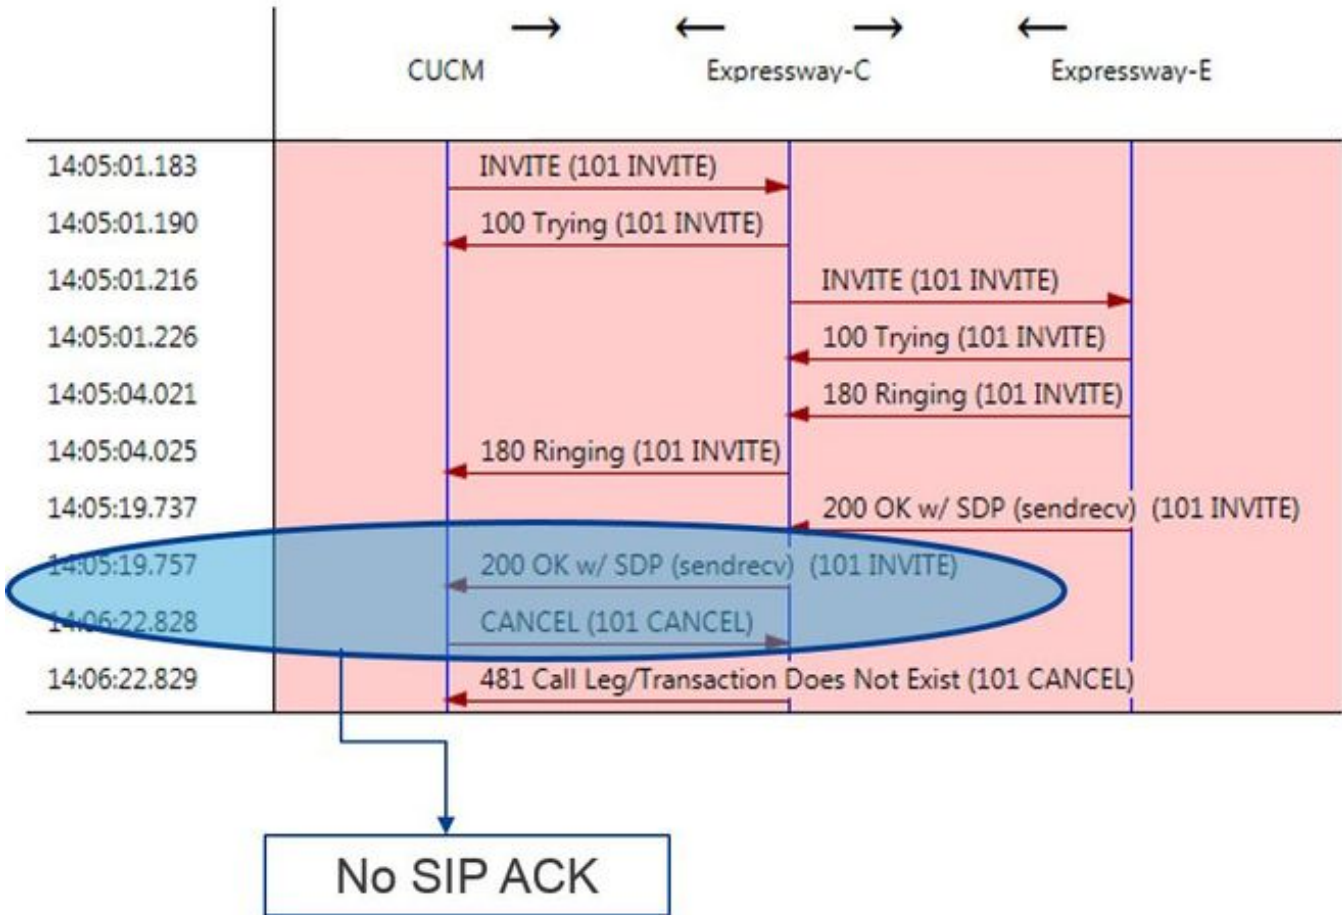 CUCM Expressway-C Expressway-E
14:05:01.183 INVITE (101 INVITE)
14:05:01.190 100 Trying (101 INVITE)
14:05:01.216 INVITE (101 INVITE)
14:05:01.226 100 Trying (101 INVITE)
14:05:04.021 180 Ringing (101 INVITE)
14:05:04.025 180 Ringing (101 INVITE)
14:05:19.737 200 OK w/ SDP (sendrecv) (101 INVITE)
14:05:19.757 200 OK w/ SDP (sendrecv) (101 INVITE)
14:06:22.828 CANCEL (101 CANCEL)
14:06:22.829 481 Call Leg/Transaction Does Not Exist (101 CANCEL)
No SIP ACK